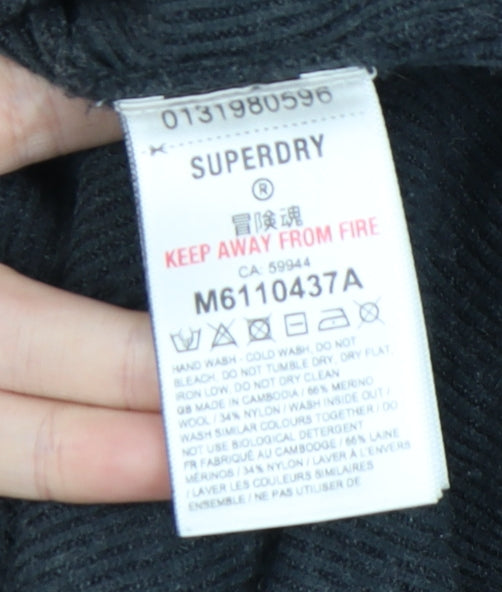 0131980596
SUPERDRY
®
冒険魂
KEEP AWAY FROM FIRE
CA: 59944
M6110437A
HAND WASH - COLD WASH, DO NOT
BLEACH, DO NOT TUMBLE DRY, DRY FLAT,
IRON LOW, DO NOT DRY CLEAN
GB MADE IN CAMBODIA / 66% MERINO
WOOL / 34% NYLON / WASH INSIDE OUT /
WASH SIMILAR COLOURS TOGETHER / DO
NOT USE BIOLOGICAL DETERGENT
FR FABRIQUÉ AU CAMBODGE / 66% LAINE
MÉRINOS / 34% NYLON / LAVER À L'ENVERS
/ LAVER LES COULEURS SIMILAIRES
ENSEMBLE / NE PAS UTILISER DE